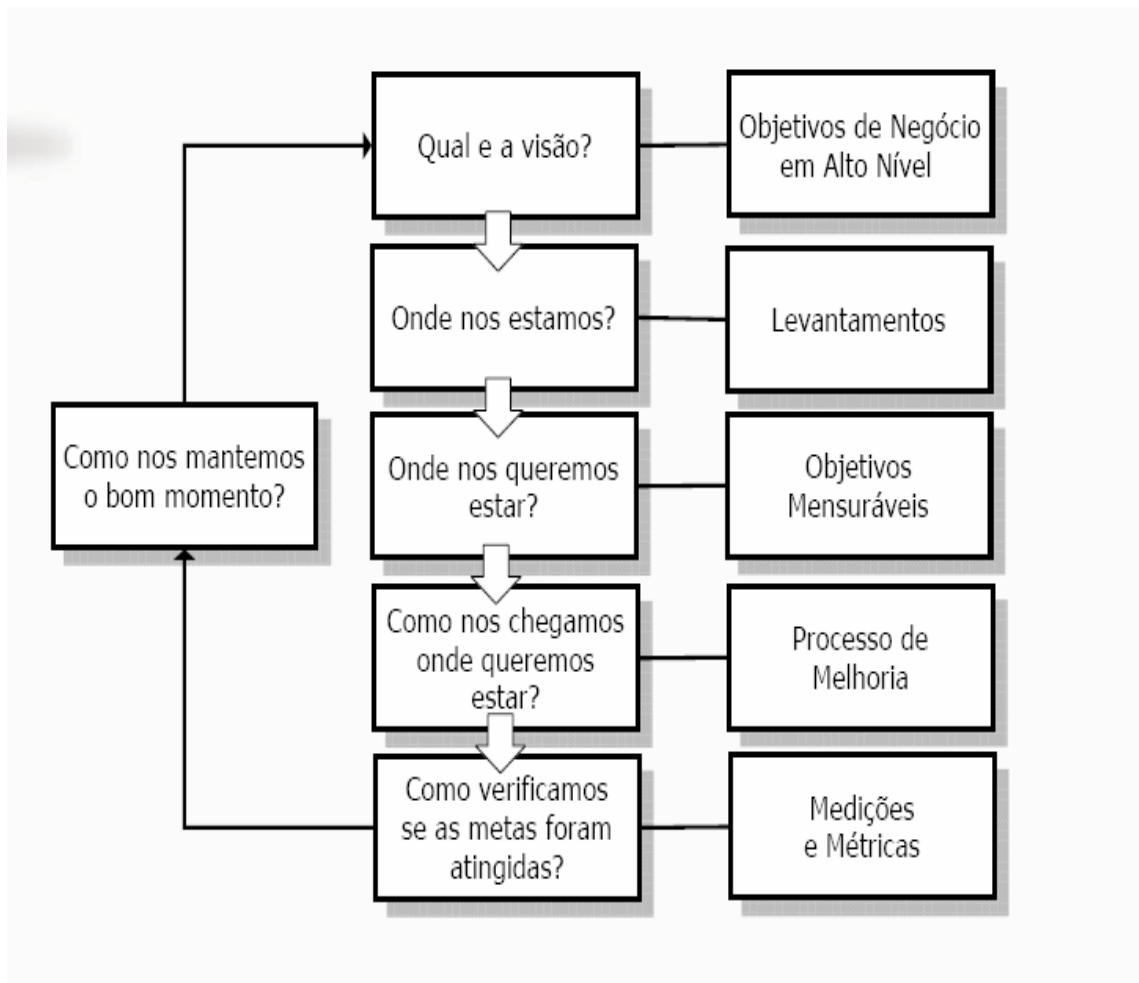 Qual e a visão?
Objetivos de Negócio
em Alto Nível
Onde nos estamos?
Levantamentos
Como nos mantemos
o bom momento?
Onde nos queremos
estar?
Objetivos
Mensuráveis
Como nos chegamos
onde queremos
estar?
Processo de
Melhoria
Como verificamos
se as metas foram
atingidas?
Medições
e Métricas